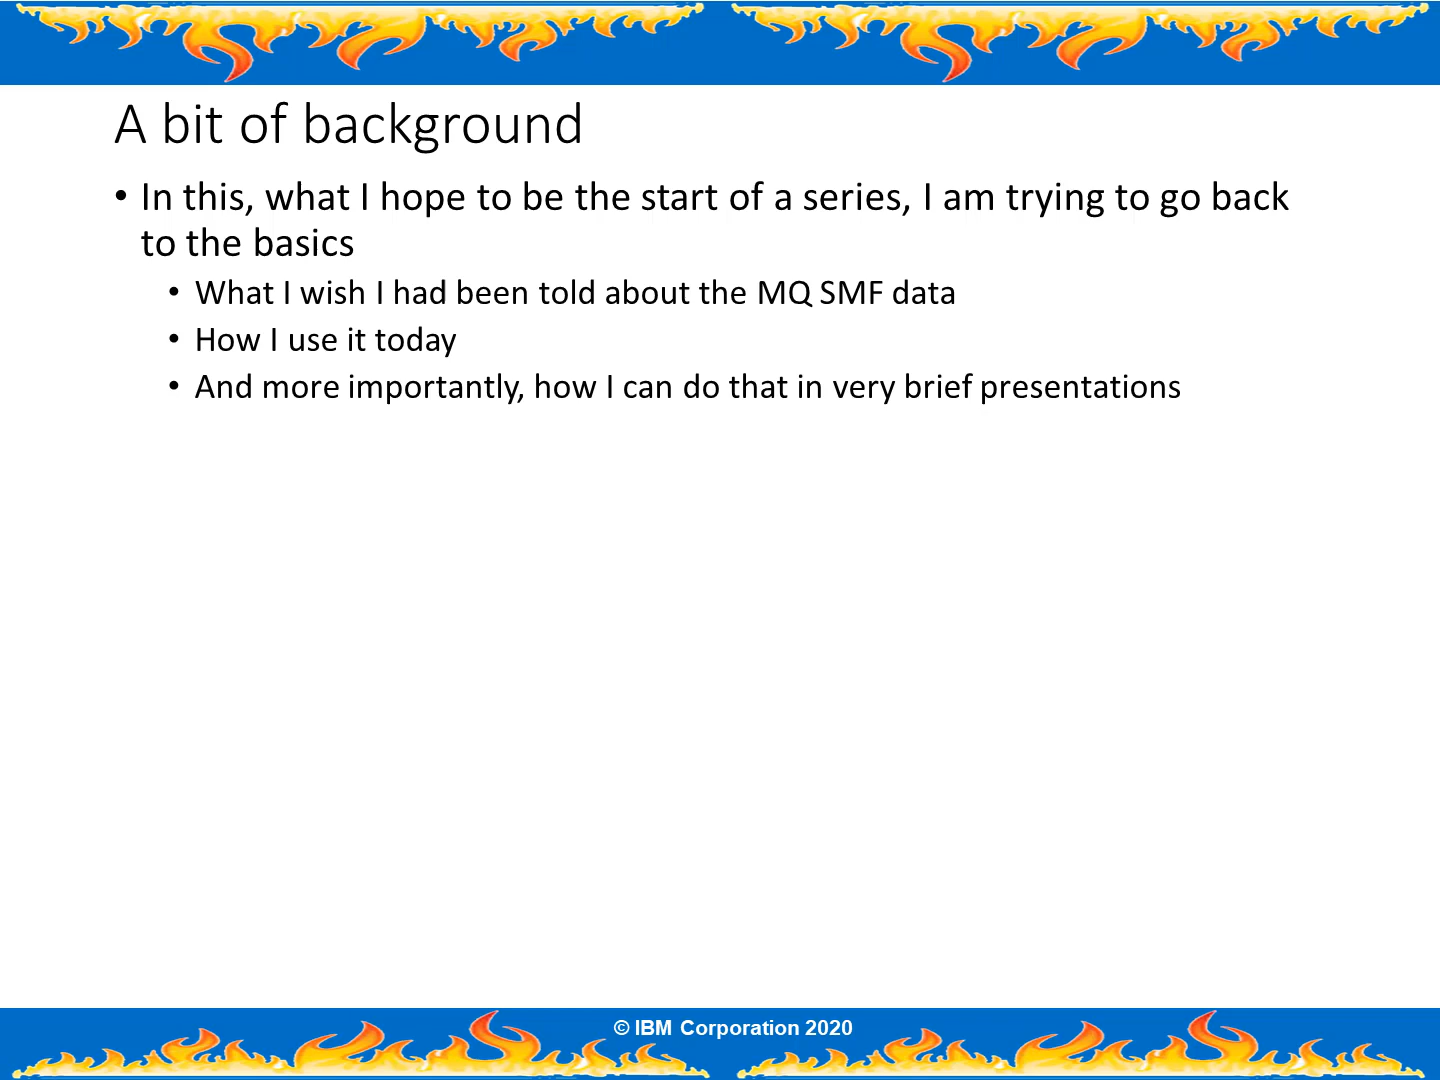 A bit of background
• In this, what I hope to be the start of a series, I am trying to go back
to the basics
• What I wish I had been told about the MQ SMF data
• How I use it today
• And more importantly, how I can do that in very brief presentations
© IBM Corporation 2020